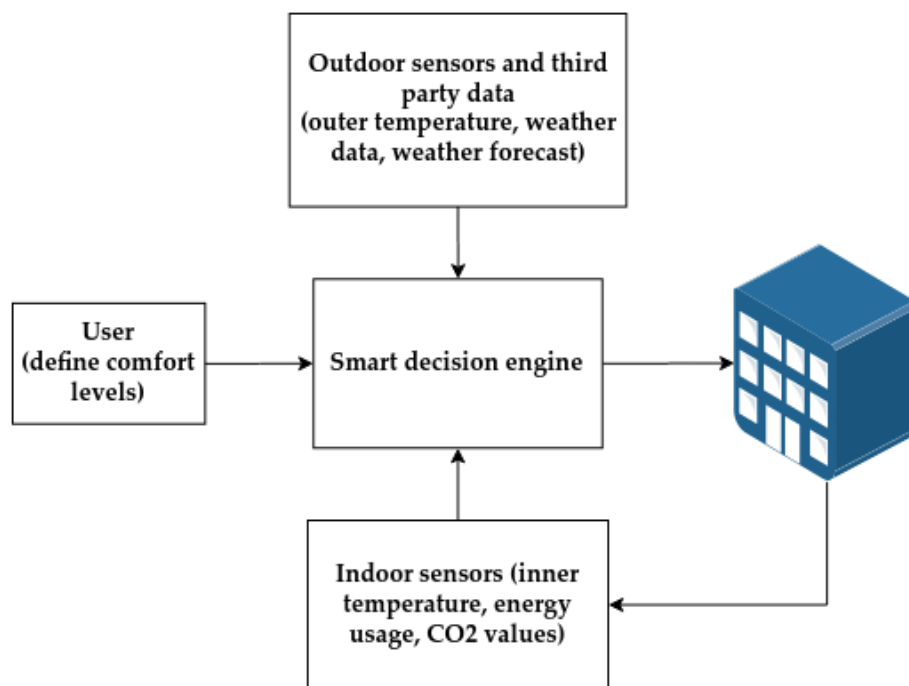 Outdoor sensors and third
party data
(outer temperature, weather
data, weather forecast)
User
(define comfort
levels)
Smart decision engine
Indoor sensors (inner
temperature, energy
usage, CO2 values)